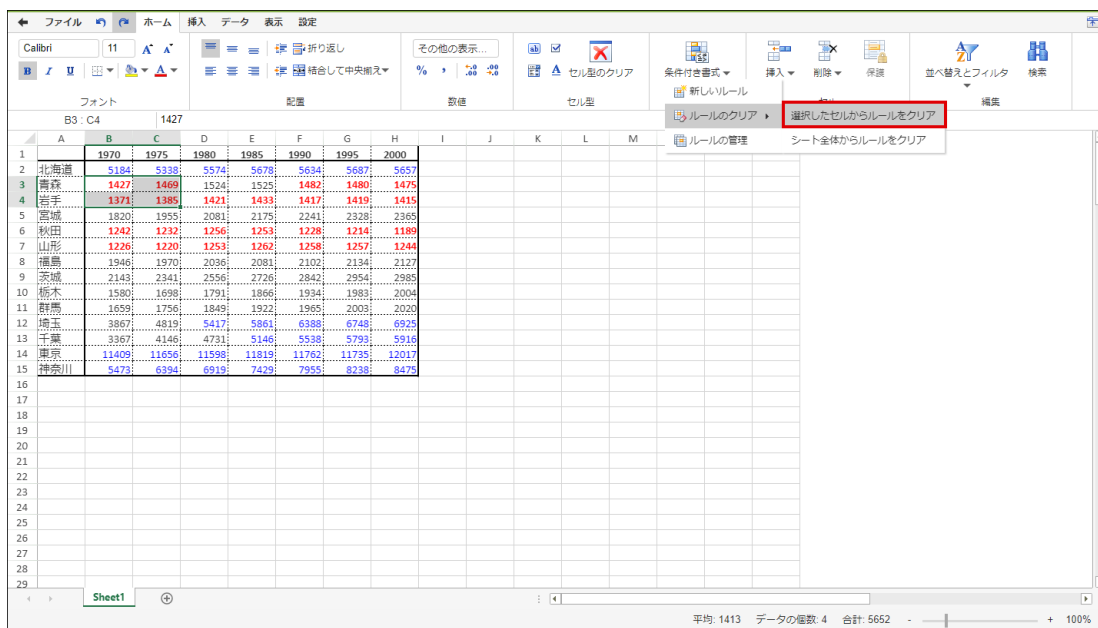 ファイル ホーム 挿入 データ 表示 設定
Calibri 11 A A 折り返し その他の表示... ab セル型のクリア 条件付き書式 挿入 削除 保護 並べ替えとフィルタ 検索
B I U A 結合して中央揃え % , A
フォント 配置 数値 セル型 セル 編集
新しいルール
ルールのクリア 選択したセルからルールをクリア
ルールの管理 シート全体からルールをクリア
B3 : C4 1427
A B C D E F G H I J K L M
1 1970 1975 1980 1985 1990 1995 2000
2 北海道 5184 5338 5574 5678 5634 5687 5657
3 青森 1427 1469 1524 1525 1482 1480 1475
4 岩手 1371 1385 1421 1433 1417 1419 1415
5 宮城 1820 1955 2081 2175 2241 2328 2365
6 秋田 1242 1232 1256 1253 1228 1214 1189
7 山形 1226 1220 1253 1262 1258 1257 1244
8 福島 1946 1970 2036 2081 2102 2134 2127
9 茨城 2143 2341 2556 2726 2842 2954 2985
10 栃木 1580 1698 1791 1866 1934 1983 2004
11 群馬 1659 1756 1849 1922 1965 2003 2020
12 埼玉 3867 4819 5417 5861 6388 6748 6925
13 千葉 3367 4146 4731 5146 5538 5793 5916
14 東京 11409 11656 11598 11819 11762 11735 12017
15 神奈川 5473 6394 6919 7429 7955 8238 8475
16
17
18
19
20
21
22
23
24
25
26
27
28
29
Sheet1
平均: 1413 データの個数: 4 合計: 5652 - + 100%